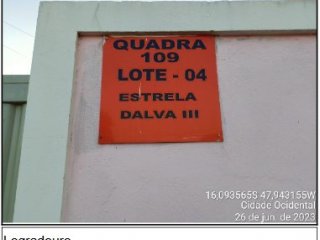 QUADRA
109
LOTE - 04
ESTRELA
DALVA III
16,093565S 47,943155W
Cidade Ocidental
26 de jun. de 2023
Logradouro